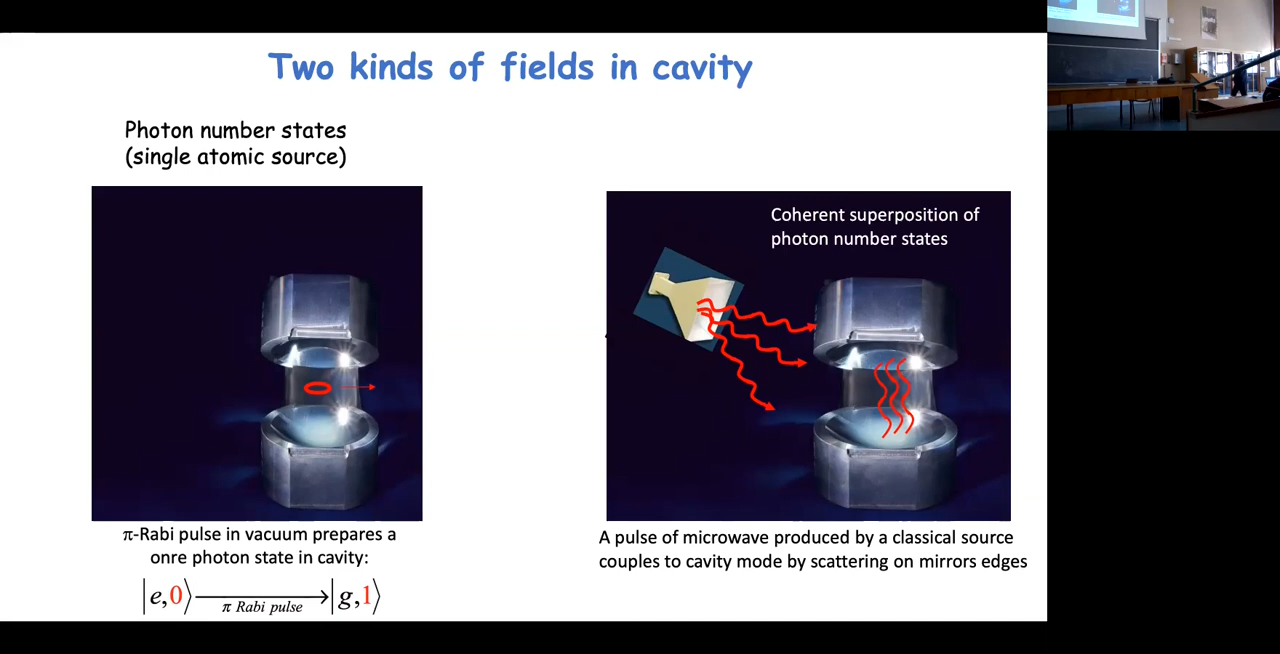 Two kinds of fields in cavity
Photon number states
(single atomic source)
Coherent superposition of
photon number states
π-Rabi pulse in vacuum prepares a
onre photon state in cavity:
|e,0⟩ → |g,1⟩
π Rabi pulse
A pulse of microwave produced by a classical source
couples to cavity mode by scattering on mirrors edges